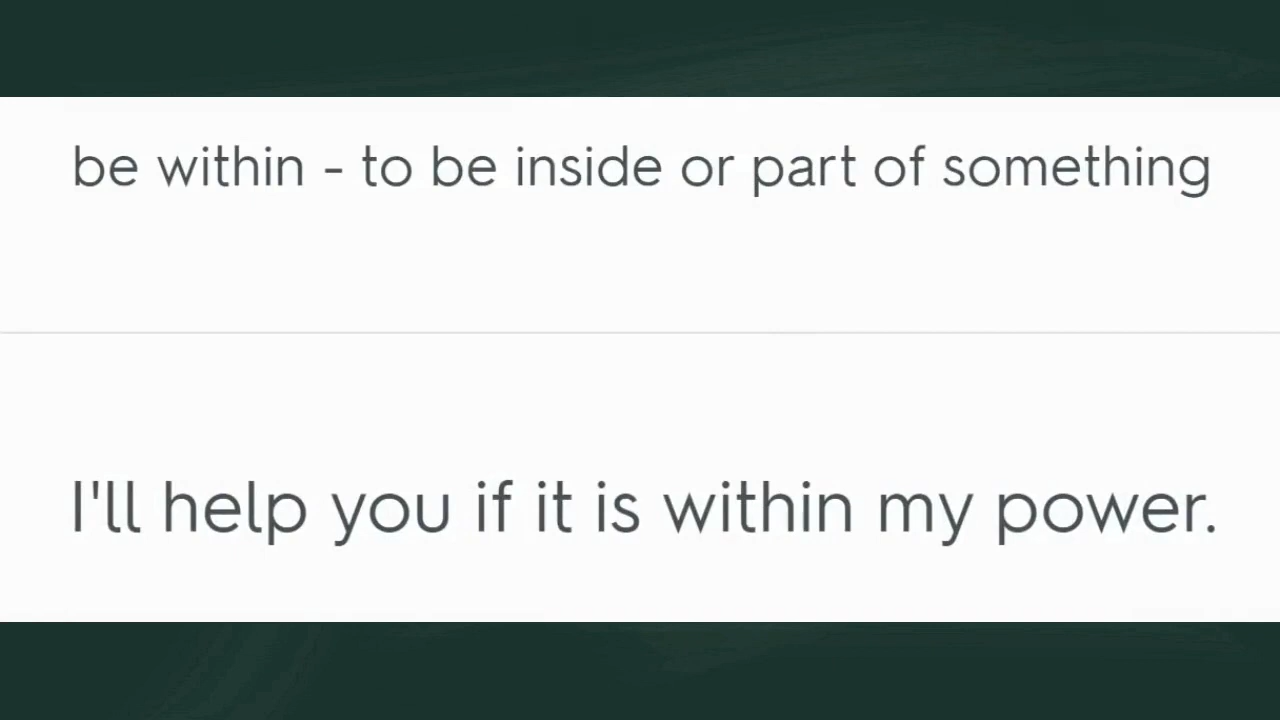 be within - to be inside or part of something
I'll help you if it is within my power.